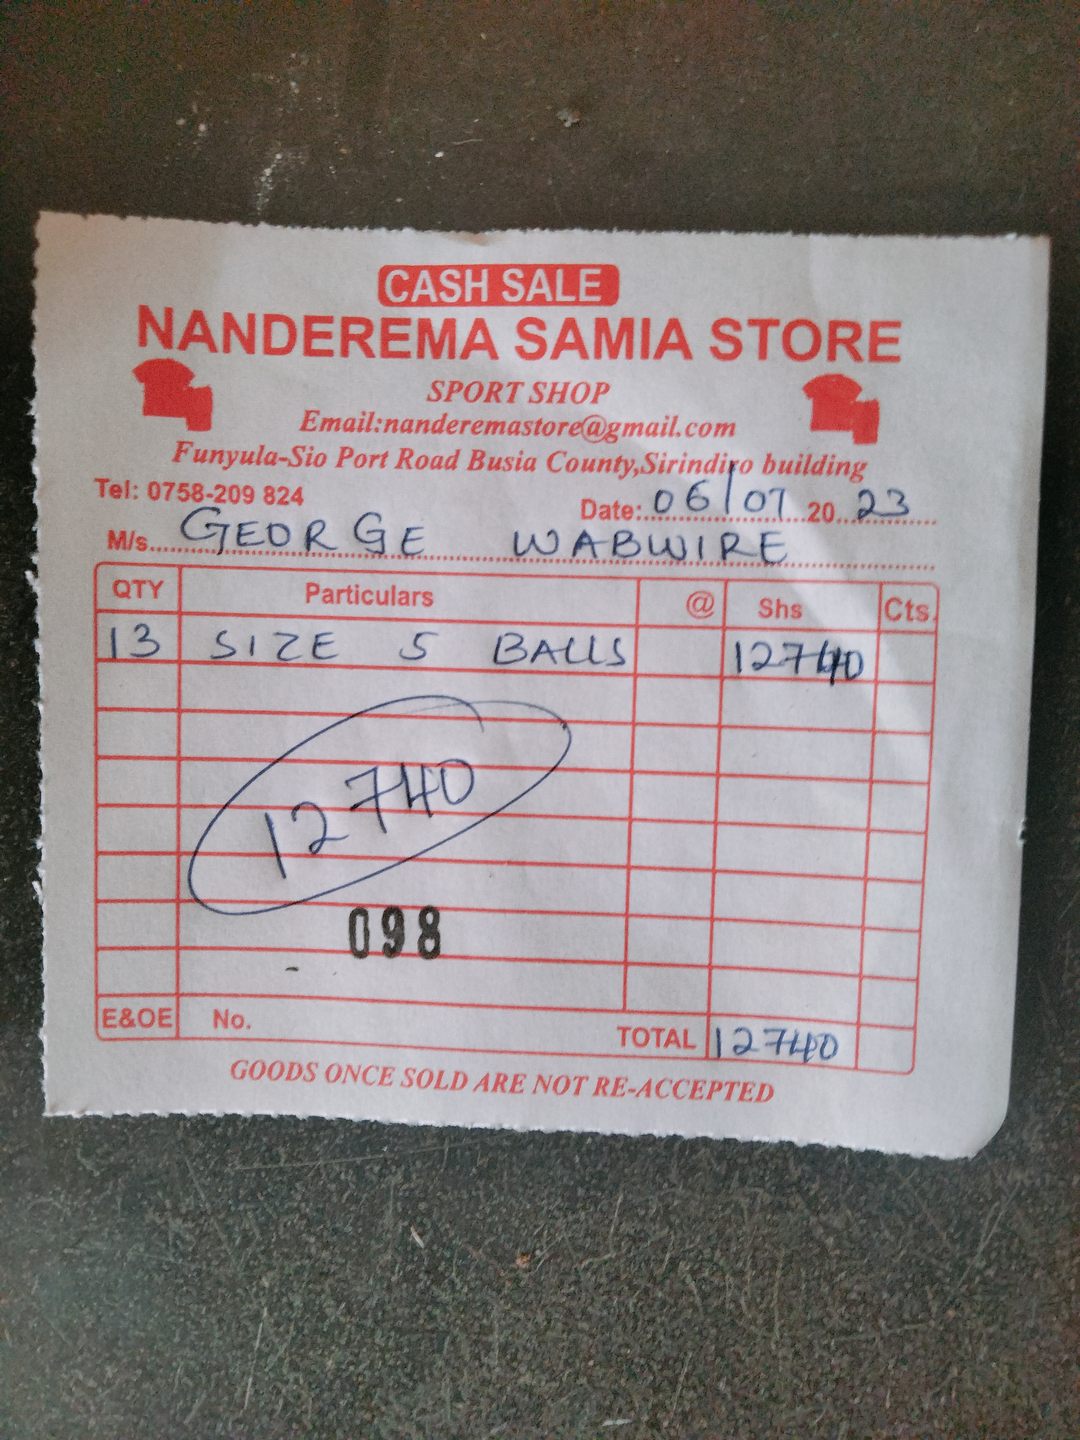 CASH SALE
NANDEREMA SAMIA STORE
SPORT SHOP
Email:nanderemastore@gmail.com
Funyula-Sio Port Road Busia County,Sirindiro building
Tel: 0758-209 824
Date: 06/07 20 23
M/s GEORGE WABWIRE
QTY Particulars @ Shs Cts.
13 SIZE 5 BALLS 12740
12740
098
E&OE No. TOTAL 12740
GOODS ONCE SOLD ARE NOT RE-ACCEPTED